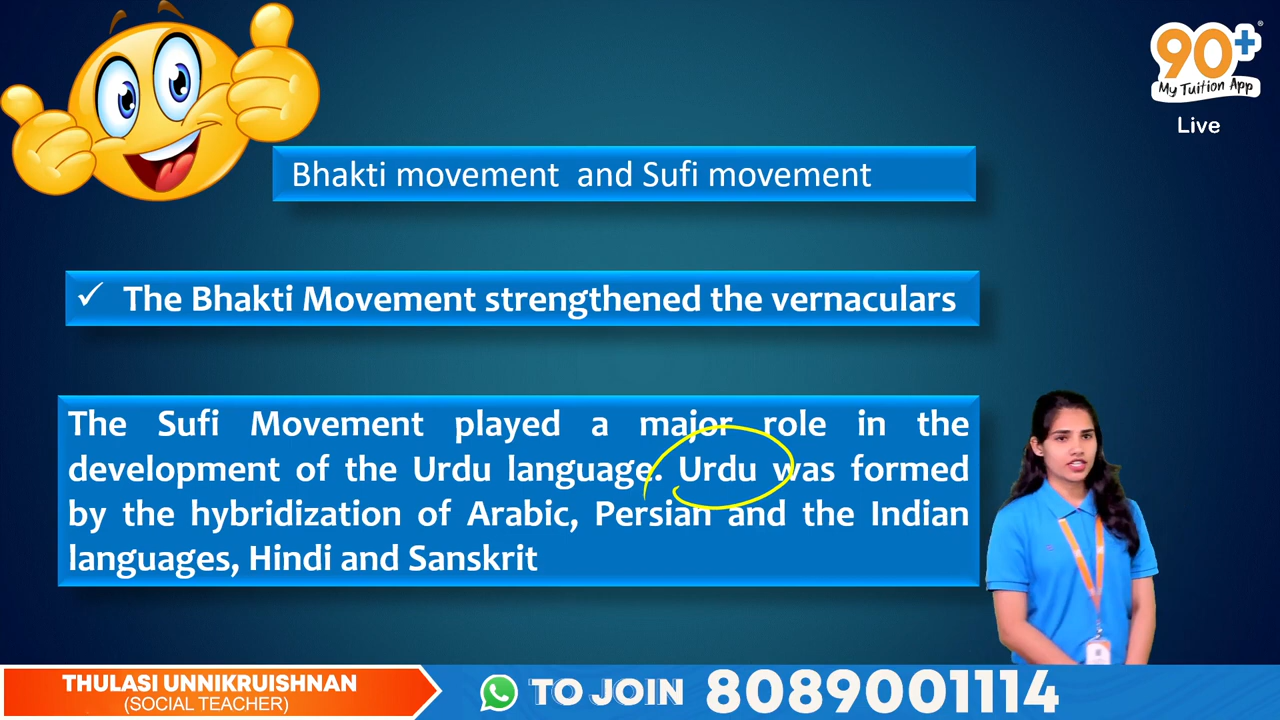 90+
My Tuition App
Live
Bhakti movement and Sufi movement
✓ The Bhakti Movement strengthened the vernaculars
The Sufi Movement played a major role in the
development of the Urdu language. Urdu was formed
by the hybridization of Arabic, Persian and the Indian
languages, Hindi and Sanskrit
THULASI UNNIKRUISHNAN
(SOCIAL TEACHER)
TO JOIN 8089001114